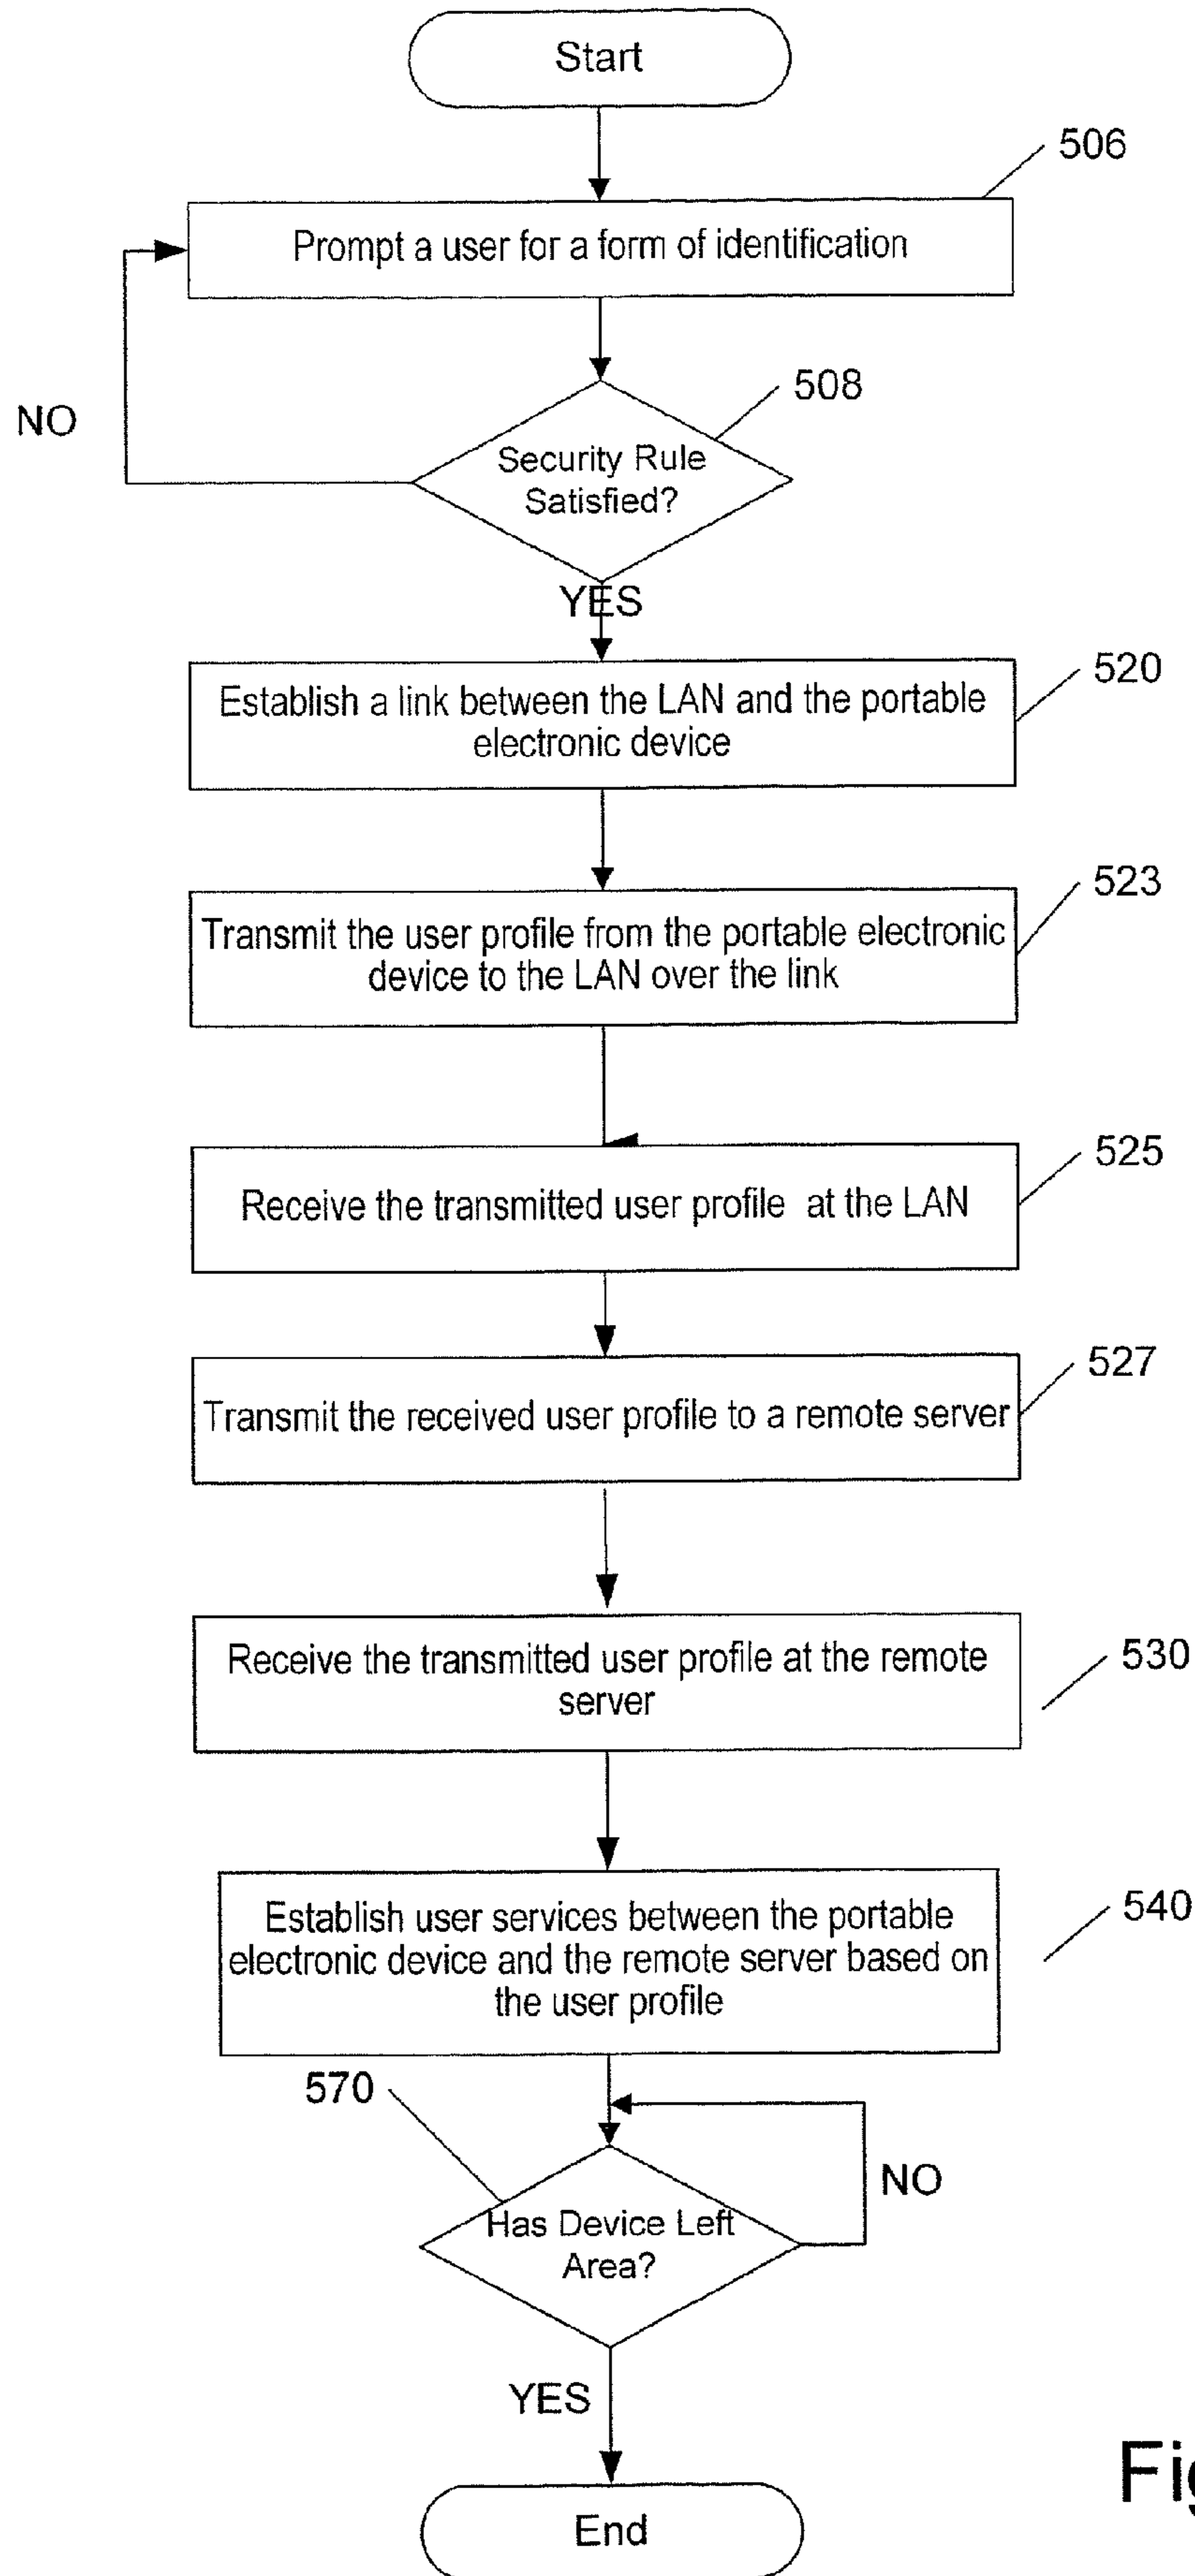 Start
506
Prompt a user for a form of identification
508
NO
Security Rule
Satisfied?
YES
520
Establish a link between the LAN and the portable
electronic device
523
Transmit the user profile from the portable electronic
device to the LAN over the link
525
Receive the transmitted user profile at the LAN
527
Transmit the received user profile to a remote server
530
Receive the transmitted user profile at the remote
server
540
Establish user services between the portable
electronic device and the remote server based on
the user profile
570
NO
Has Device Left
Area?
YES
End